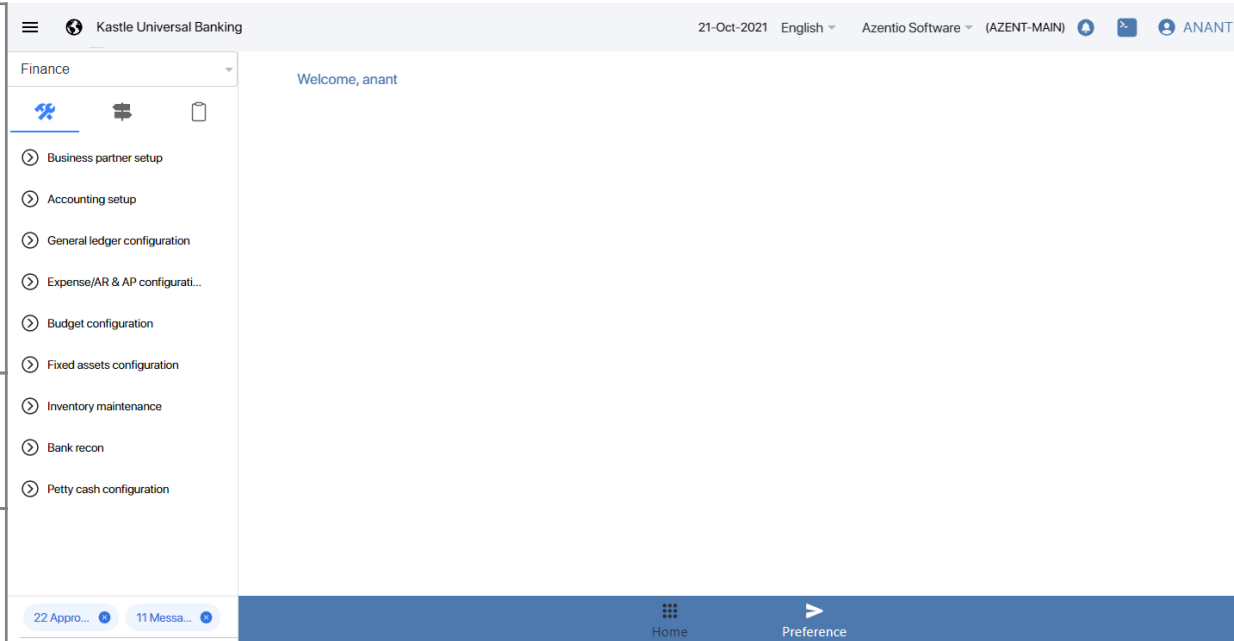 Kastle Universal Banking
21-Oct-2021 English Azentio Software (AZENT-MAIN) ANANT
Finance
Welcome, anant
Business partner setup
Accounting setup
General ledger configuration
Expense/AR & AP configurati...
Budget configuration
Fixed assets configuration
Inventory maintenance
Bank recon
Petty cash configuration
22 Appro... 11 Messa...
Home Preference